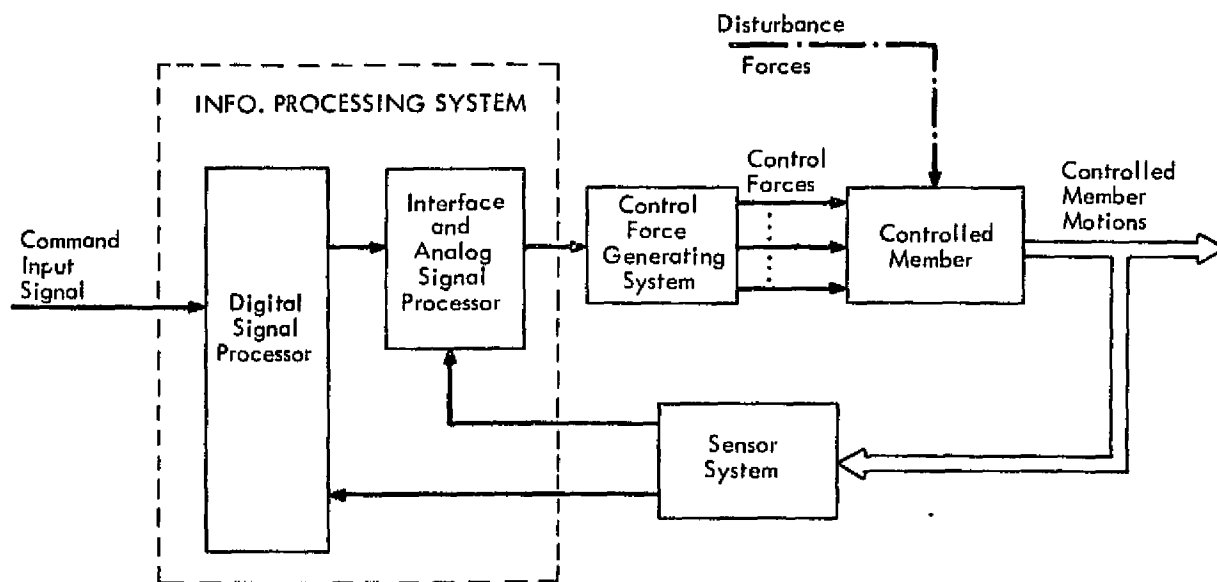 Disturbance
Forces
INFO. PROCESSING SYSTEM
Command
Input
Signal
Digital
Signal
Processor
Interface
and
Analog
Signal
Processor
Control
Force
Generating
System
Control
Forces
Controlled
Member
Controlled
Member
Motions
Sensor
System